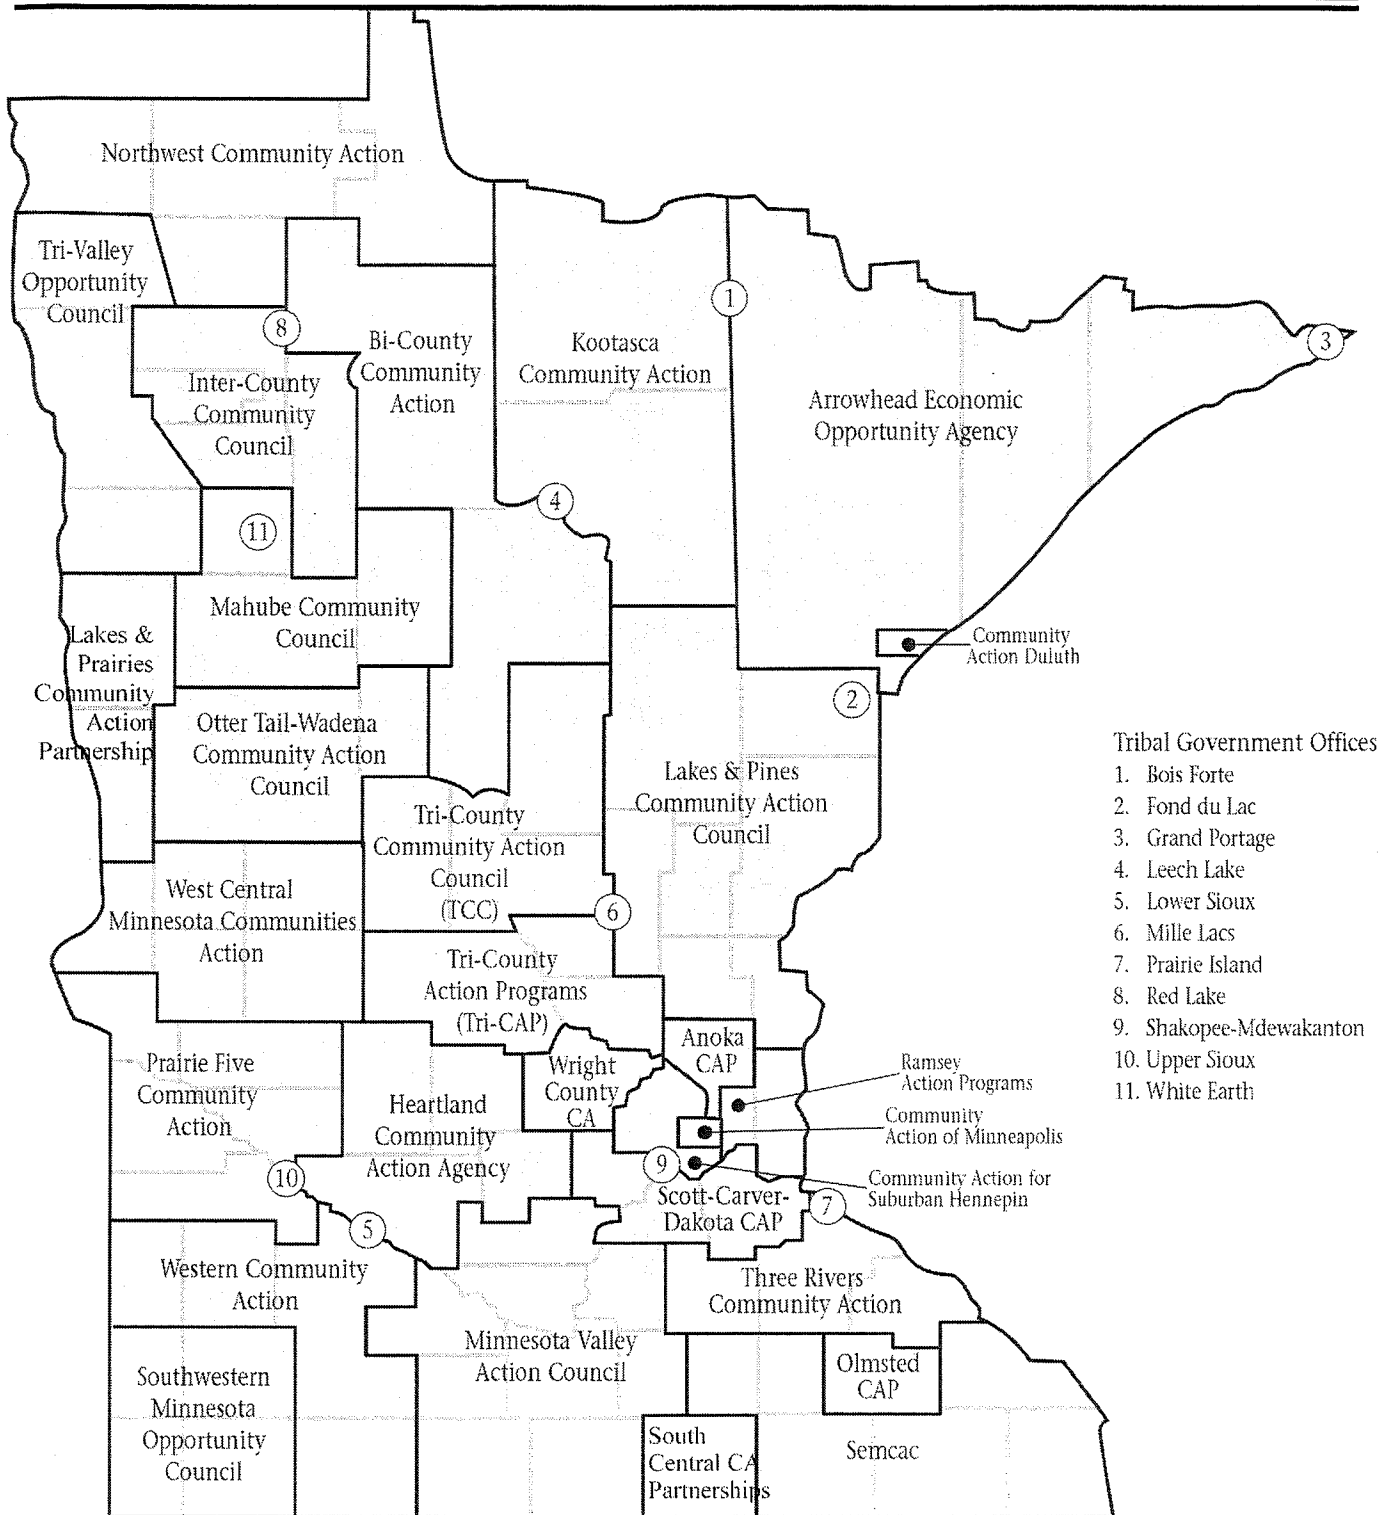 Northwest Community Action
Tri-Valley
Opportunity
Council
8
1
3
Bi-County
Community
Action
Kootasca
Community Action
Inter-County
Community
Council
Arrowhead Economic
Opportunity Agency
4
11
Mahube Community
Council
Lakes &
Prairies
Community
Action
Partnership
Community
Action Duluth
2
Otter Tail-Wadena
Community Action
Council
Lakes & Pines
Community Action
Council
Tri-County
Community Action
Council
(TCC)
West Central
Minnesota Communities
Action
6
Tri-County
Action Programs
(Tri-CAP)
Anoka
CAP
Prairie Five
Community
Action
Wright
County
CA
Heartland
Community
Action Agency
Ramsey
Action Programs
Community
Action of Minneapolis
Community Action for
Suburban Hennepin
10
9
7
5
Scott-Carver-
Dakota CAP
Western Community
Action
Three Rivers
Community Action
Minnesota Valley
Action Council
Olmsted
CAP
Southwestern
Minnesota
Opportunity
Council
South
Central CA
Partnerships
Semcac
Tribal Government Offices
1. Bois Forte
2. Fond du Lac
3. Grand Portage
4. Leech Lake
5. Lower Sioux
6. Mille Lacs
7. Prairie Island
8. Red Lake
9. Shakopee-Mdewakanton
10. Upper Sioux
11. White Earth